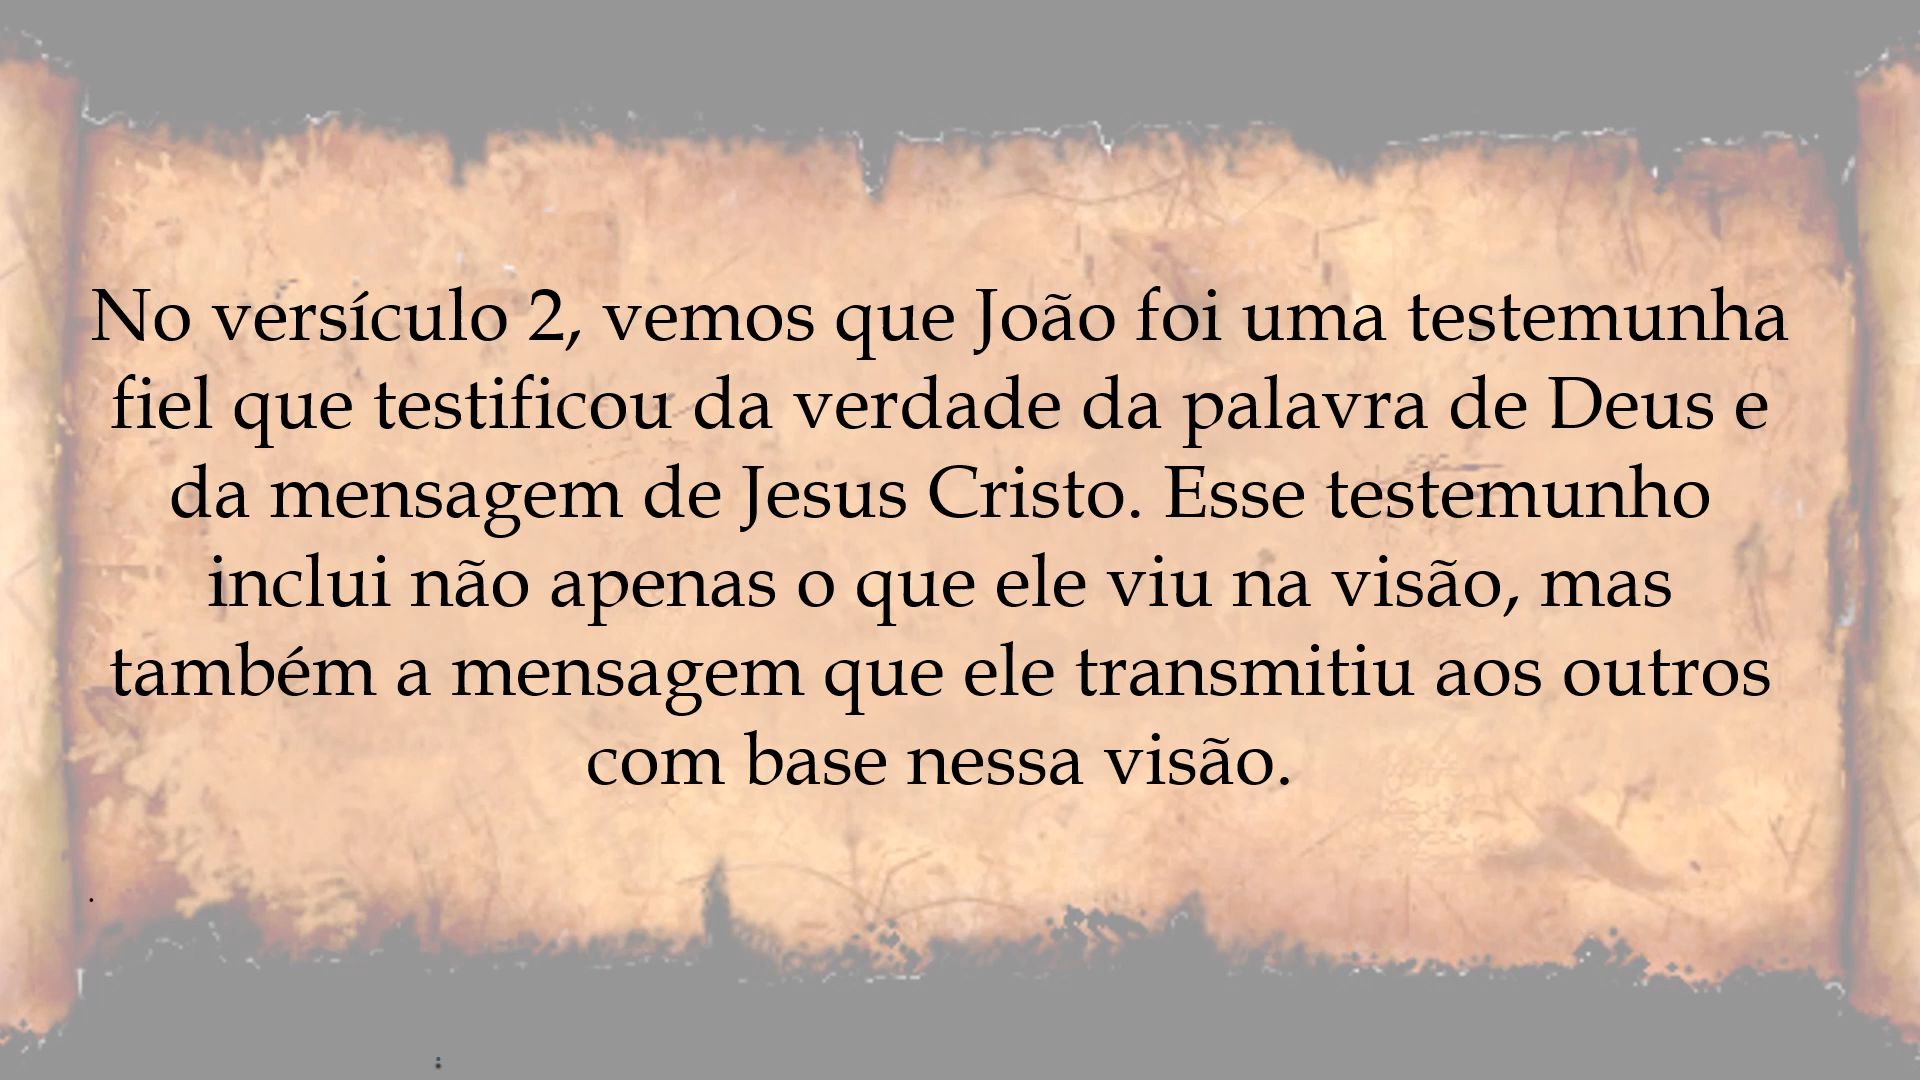 No versículo 2, vemos que João foi uma testemunha
fiel que testificou da verdade da palavra de Deus e
da mensagem de Jesus Cristo. Esse testemunho
inclui não apenas o que ele viu na visão, mas
também a mensagem que ele transmitiu aos outros
com base nessa visão.
.
: